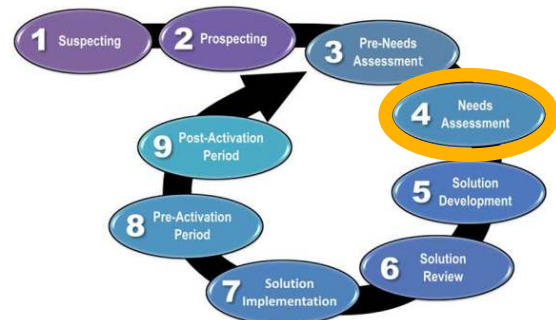 1 Suspecting
2 Prospecting
3 Pre-Needs
Assessment
4 Needs
Assessment
5 Solution
Development
6 Solution
Review
7 Solution
Implementation
8 Pre-Activation
Period
9 Post-Activation
Period